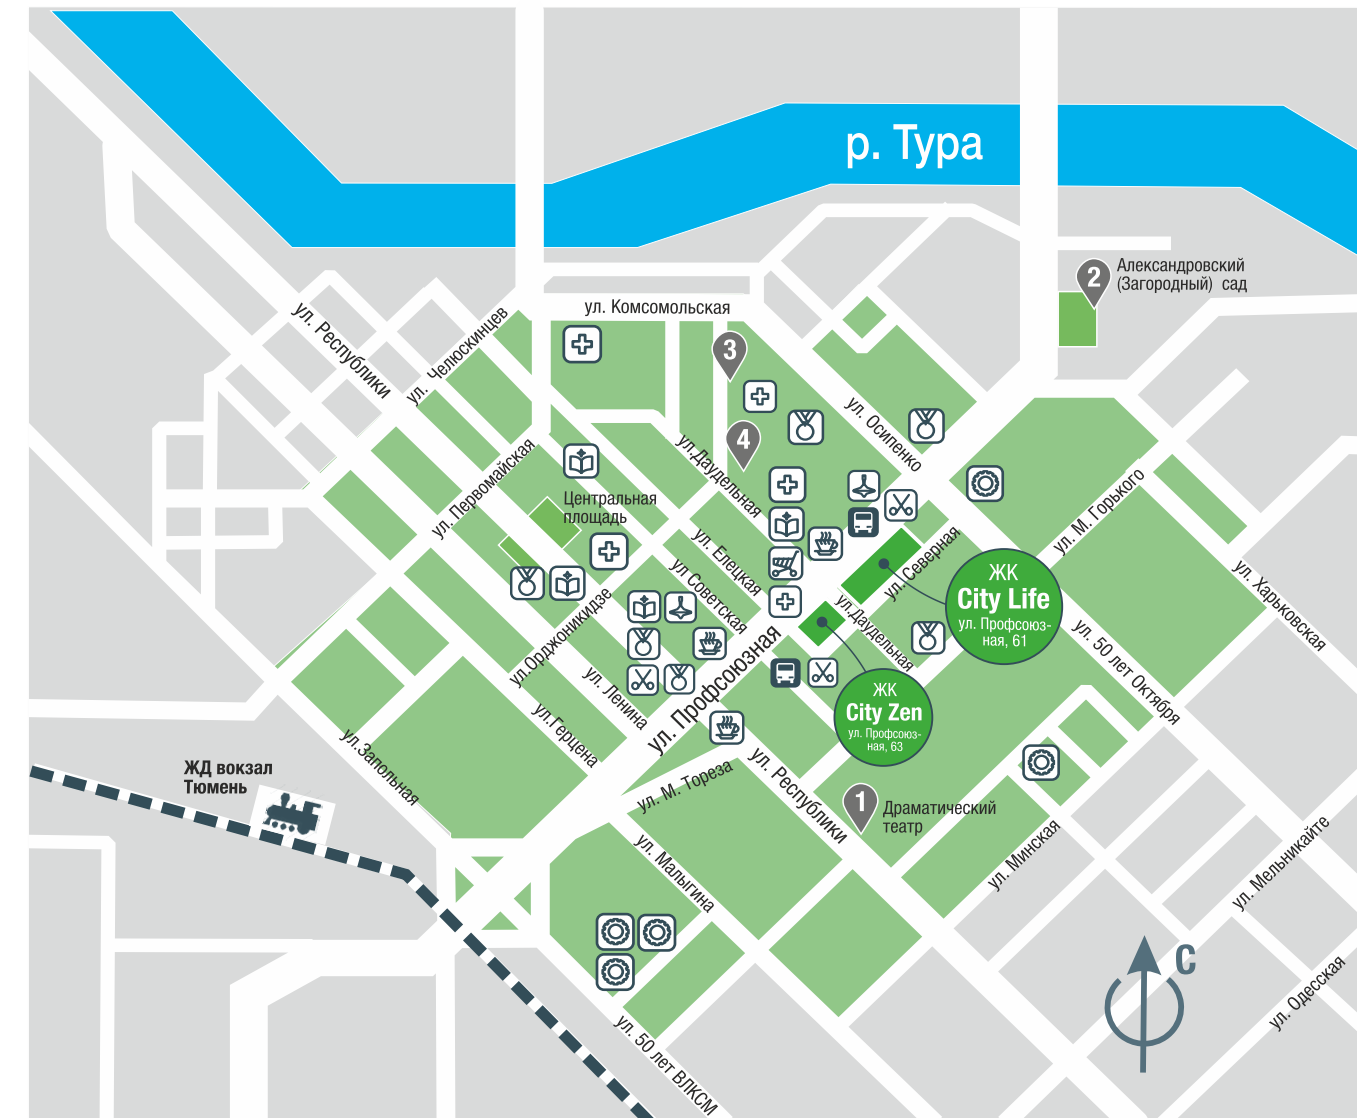 р. Тура
2
Александровский
(Загородный) сад
ул. Комсомольская
ул. Республики
ул. Челюскинцев
3
4
ул. Осипенко
ул.Даудельная
ул. Первомайская
Центральная
площадь
ул. М. Горького
ул. Елецкая
ул. Северная
ул. Советская
ул.Даудельная
ул. Харьковская
ЖК
City Life
ул. Профсоюз-
ная, 61
ул.Орджоникидзе
ул. Профсоюзная
ул. 50 лет Октября
ул. Ленина
ул.Герцена
ЖК
City Zen
ул. Профсоюз-
ная, 63
ул.Запольная
ЖД вокзал
Тюмень
ул. М. Тореза
ул. Республики
1
Драматический
театр
ул. Минская
ул. Мельникайте
ул. Малыгина
С
ул. Одесская
ул. 50 лет ВЛКСМ